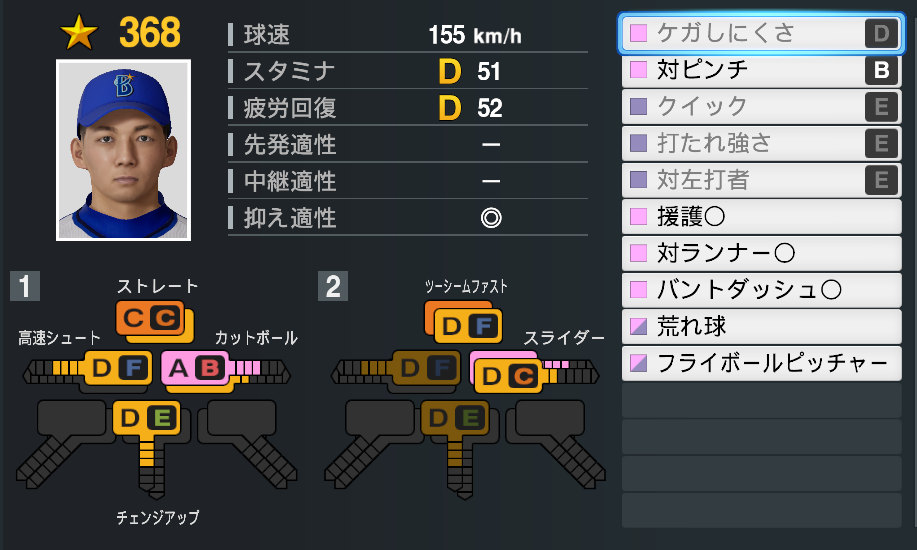 ★ 368
球速 155 km/h
スタミナ D 51
疲労回復 D 52
先発適性 ー
中継適性 ー
抑え適性 ◎
ケガしにくさ D
対ピンチ B
クイック E
打たれ強さ E
対左打者 E
援護〇
対ランナー〇
バントダッシュ〇
荒れ球
フライボールピッチャー
B
1
ストレート
C C
高速シュート
D F
カットボール
A B
D E
チェンジアップ
2
ツーシームファスト
D F
スライダー
D F
D C
D E